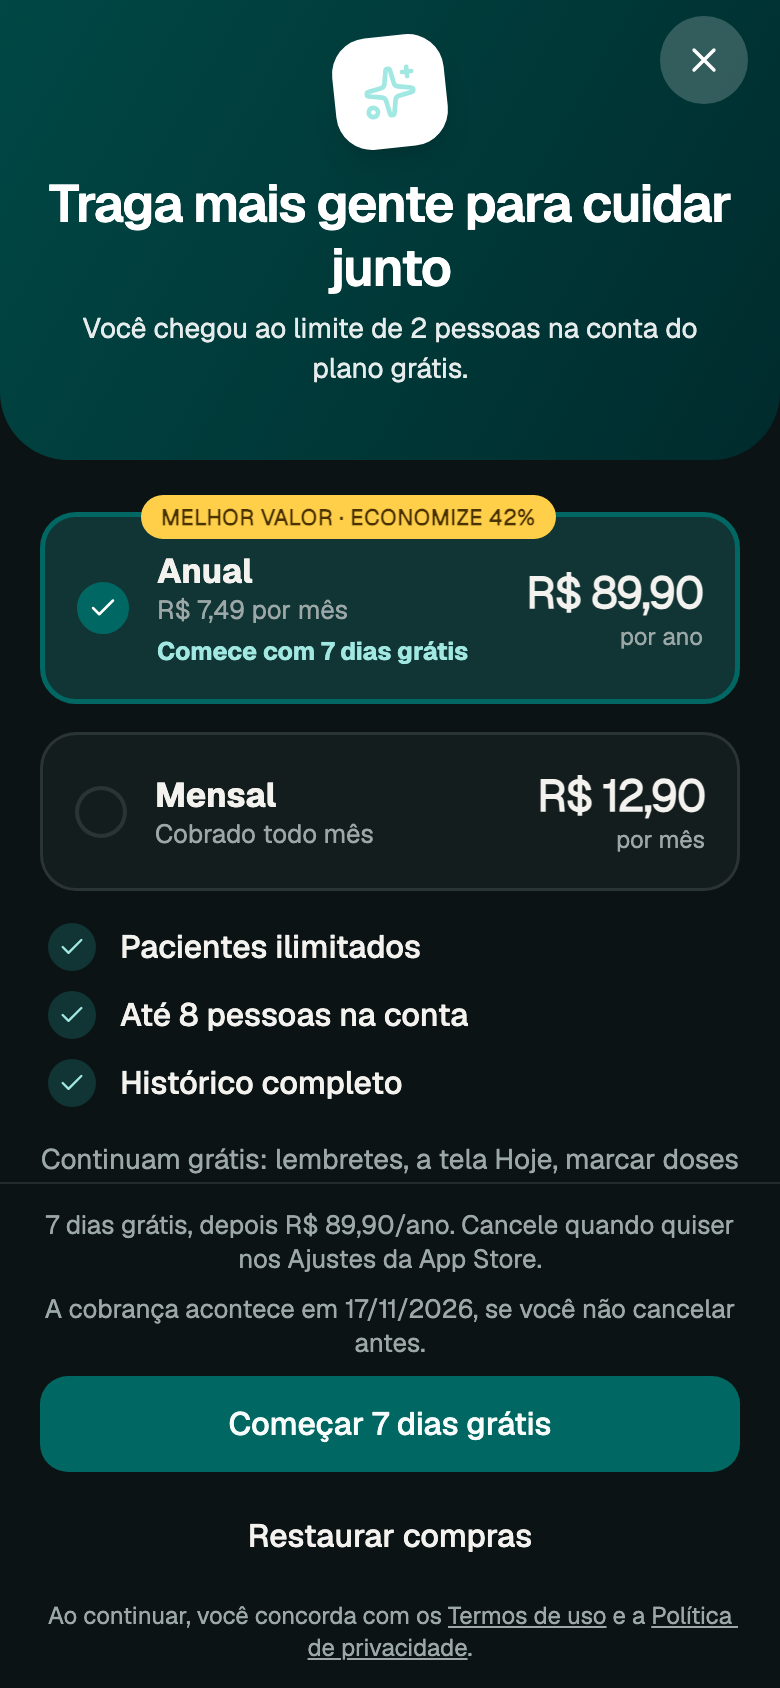 Traga mais gente para cuidar
junto
Você chegou ao limite de 2 pessoas na conta do
plano grátis.
MELHOR VALOR · ECONOMIZE 42%
Anual
R$ 7,49 por mês
Comece com 7 dias grátis
R$ 89,90
por ano
Mensal
Cobrado todo mês
R$ 12,90
por mês
Pacientes ilimitados
Até 8 pessoas na conta
Histórico completo
Continuam grátis: lembretes, a tela Hoje, marcar doses
7 dias grátis, depois R$ 89,90/ano. Cancele quando quiser
nos Ajustes da App Store.
A cobrança acontece em 17/11/2026, se você não cancelar
antes.
Começar 7 dias grátis
Restaurar compras
Ao continuar, você concorda com os Termos de uso e a Política
de privacidade.